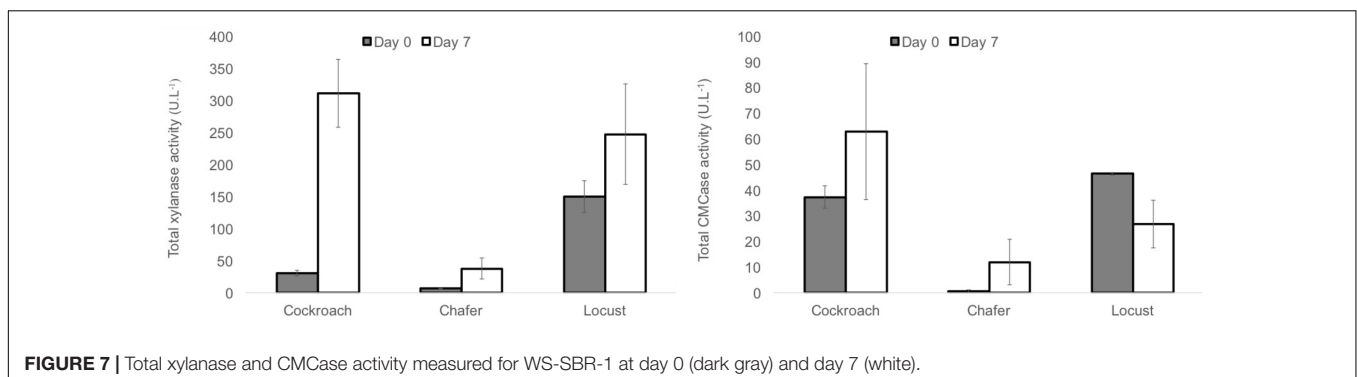 Total xylanase activity (U.L-1)
400
350
300
250
200
150
100
50
0
Day 0 Day 7
Cockroach Chafer Locust
Total CMCase activity (U.L-1)
100
90
80
70
60
50
40
30
20
10
0
Day 0 Day 7
Cockroach Chafer Locust
FIGURE 7 | Total xylanase and CMCase activity measured for WS-SBR-1 at day 0 (dark gray) and day 7 (white).